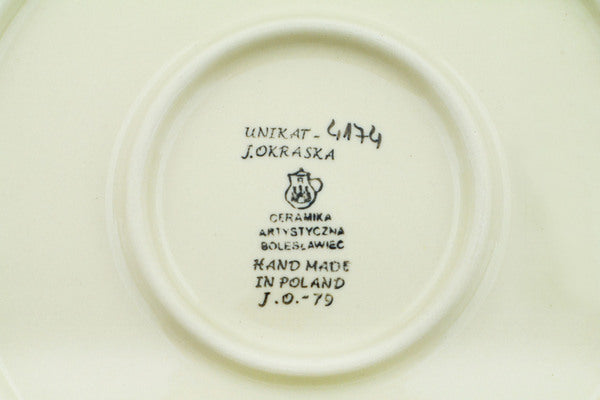 UNIKAT - 4174
J.OKRASKA
CERAMIKA
ARTYSTYCZNA
BOLESŁAWIEC
HAND MADE
IN POLAND
J.O.-79